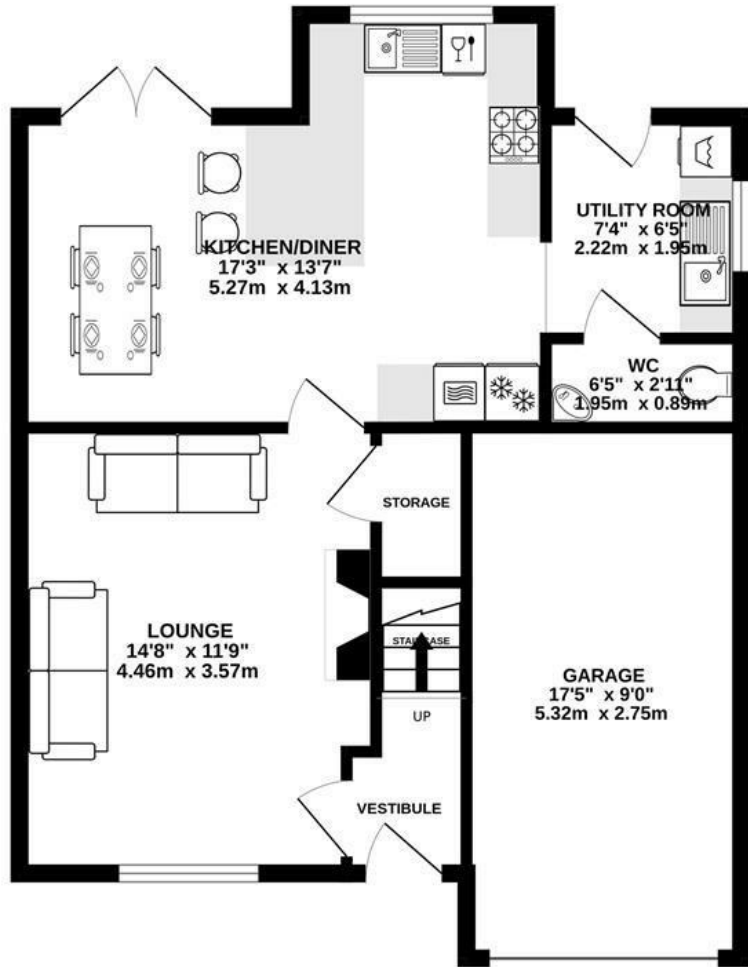 KITCHEN/DINER
17'3" x 13'7"
5.27m x 4.13m
UTILITY ROOM
7'4" x 6'5"
2.22m x 1.95m
WC
6'5" x 2'11"
1.95m x 0.89m
STORAGE
LOUNGE
14'8" x 11'9"
4.46m x 3.57m
STAIRCASE
UP
VESTIBULE
GARAGE
17'5" x 9'0"
5.32m x 2.75m